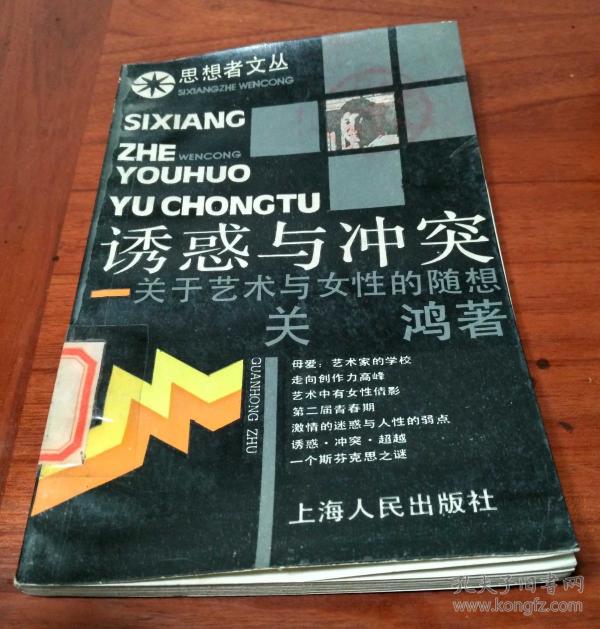 思想者文丛
SIXIANGZHE WENCONG
SIXIANG
ZHE WENCONG
YOUHUO
YU CHONGTU
诱惑与冲突
—关于艺术与女性的随想
关 鸿著
GUANHONG ZHU
母爱：艺术家的学校
走向创作力高峰
艺术中有女性倩影
第二届青春期
激情的迷惑与人性的弱点
诱惑·冲突·超越
一个斯芬克思之谜
上海人民出版社
孔夫子旧书网
www.kongfz.com